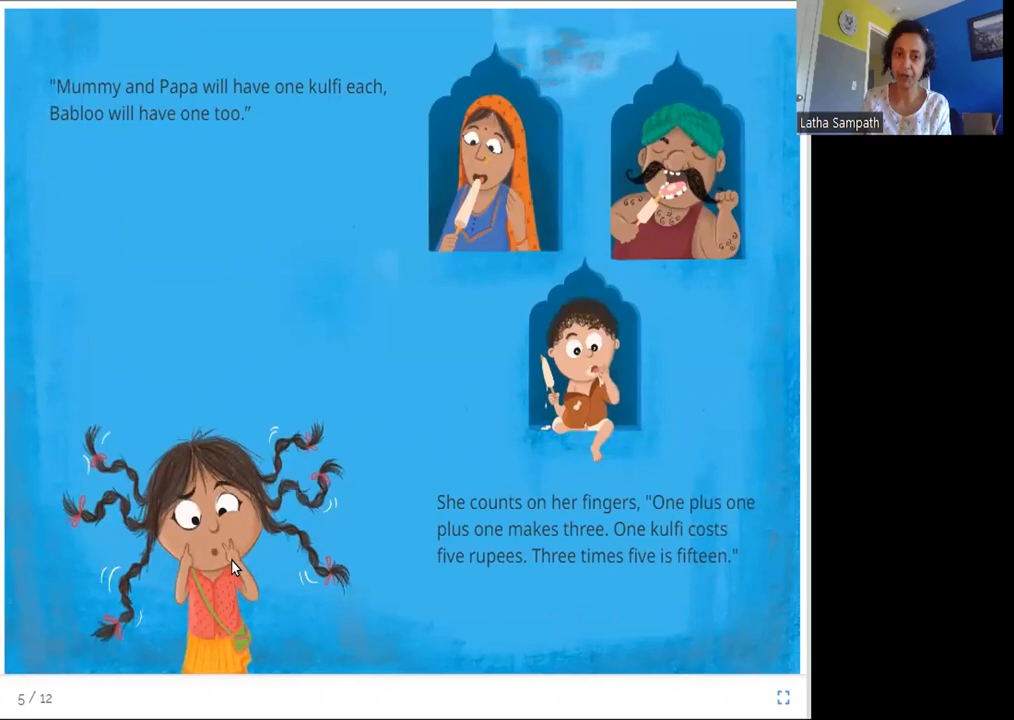 "Mummy and Papa will have one kulfi each,
Babloo will have one too.”
Latha Sampath
She counts on her fingers, "One plus one
plus one makes three. One kulfi costs
five rupees. Three times five is fifteen."
5 / 12